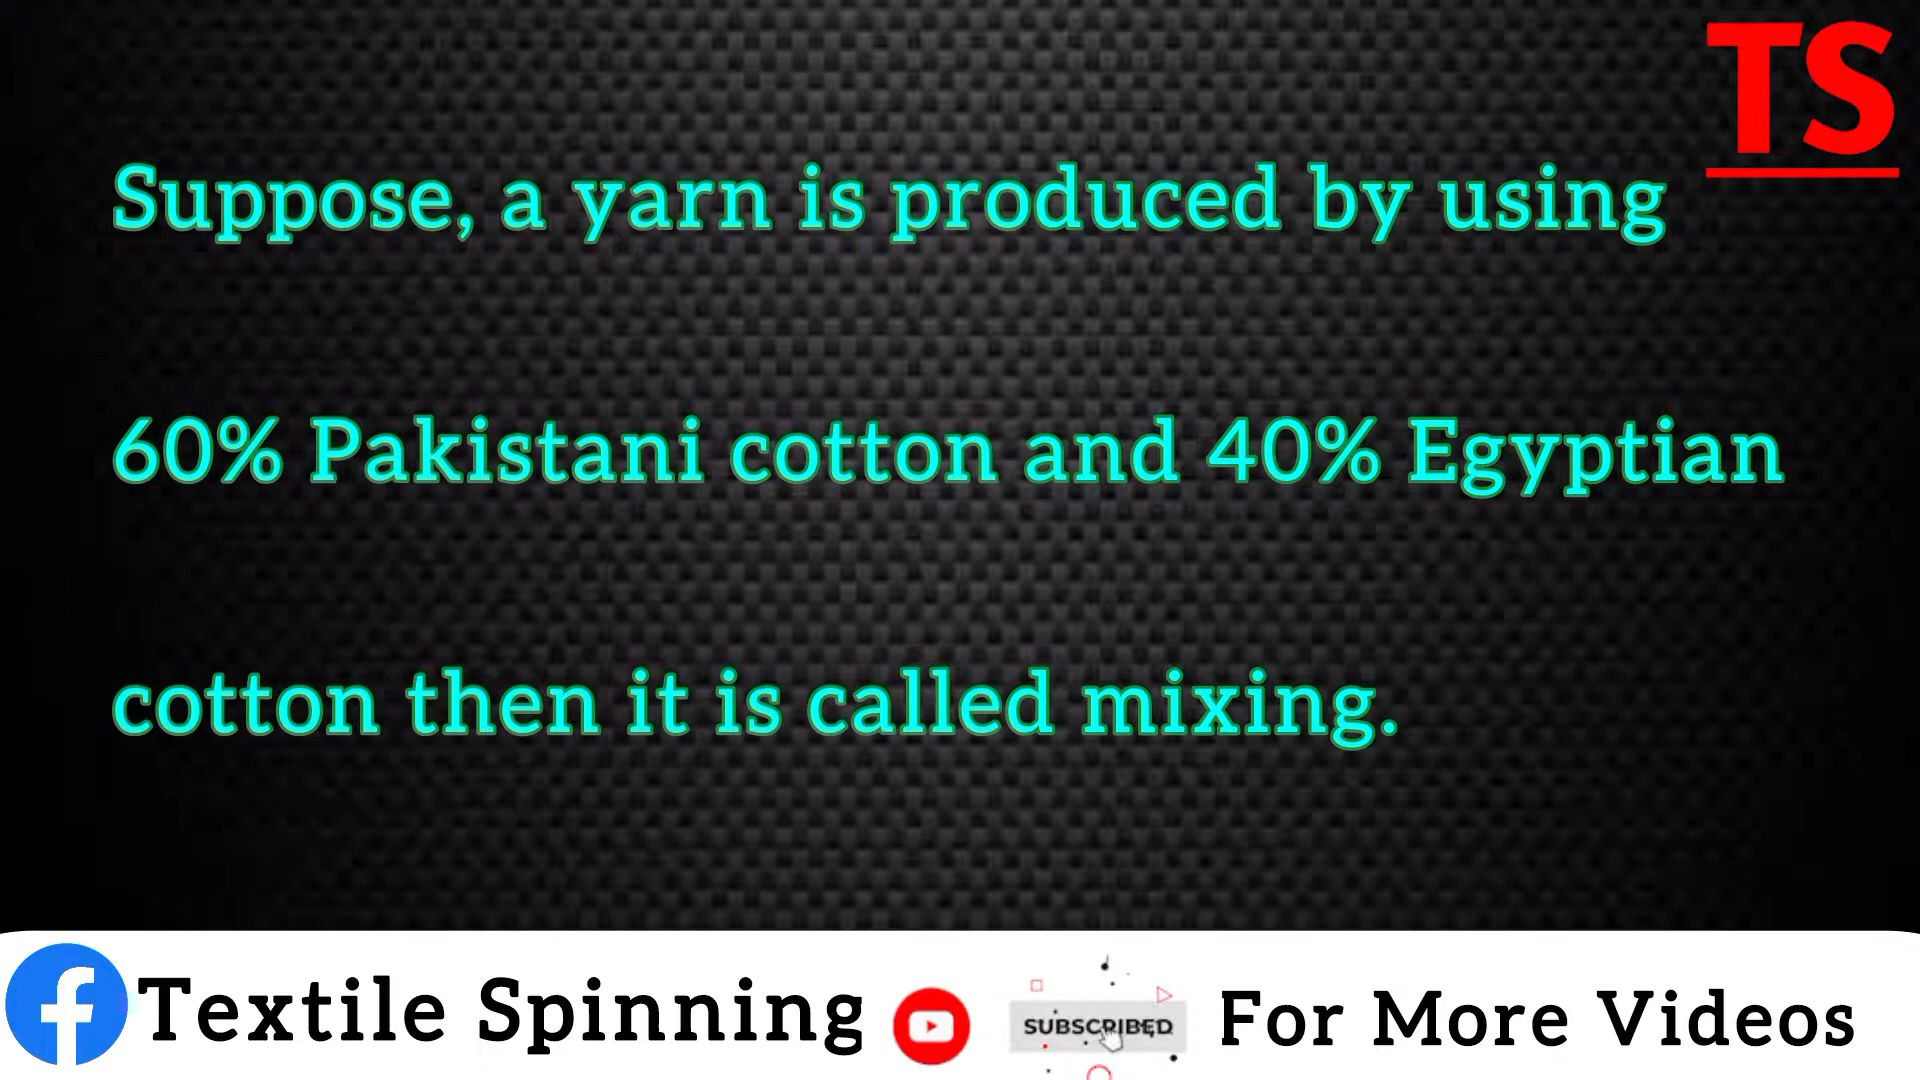 TS
Suppose, a yarn is produced by using
60% Pakistani cotton and 40% Egyptian
cotton then it is called mixing.
Textile Spinning
SUBSCRIBED
For More Videos